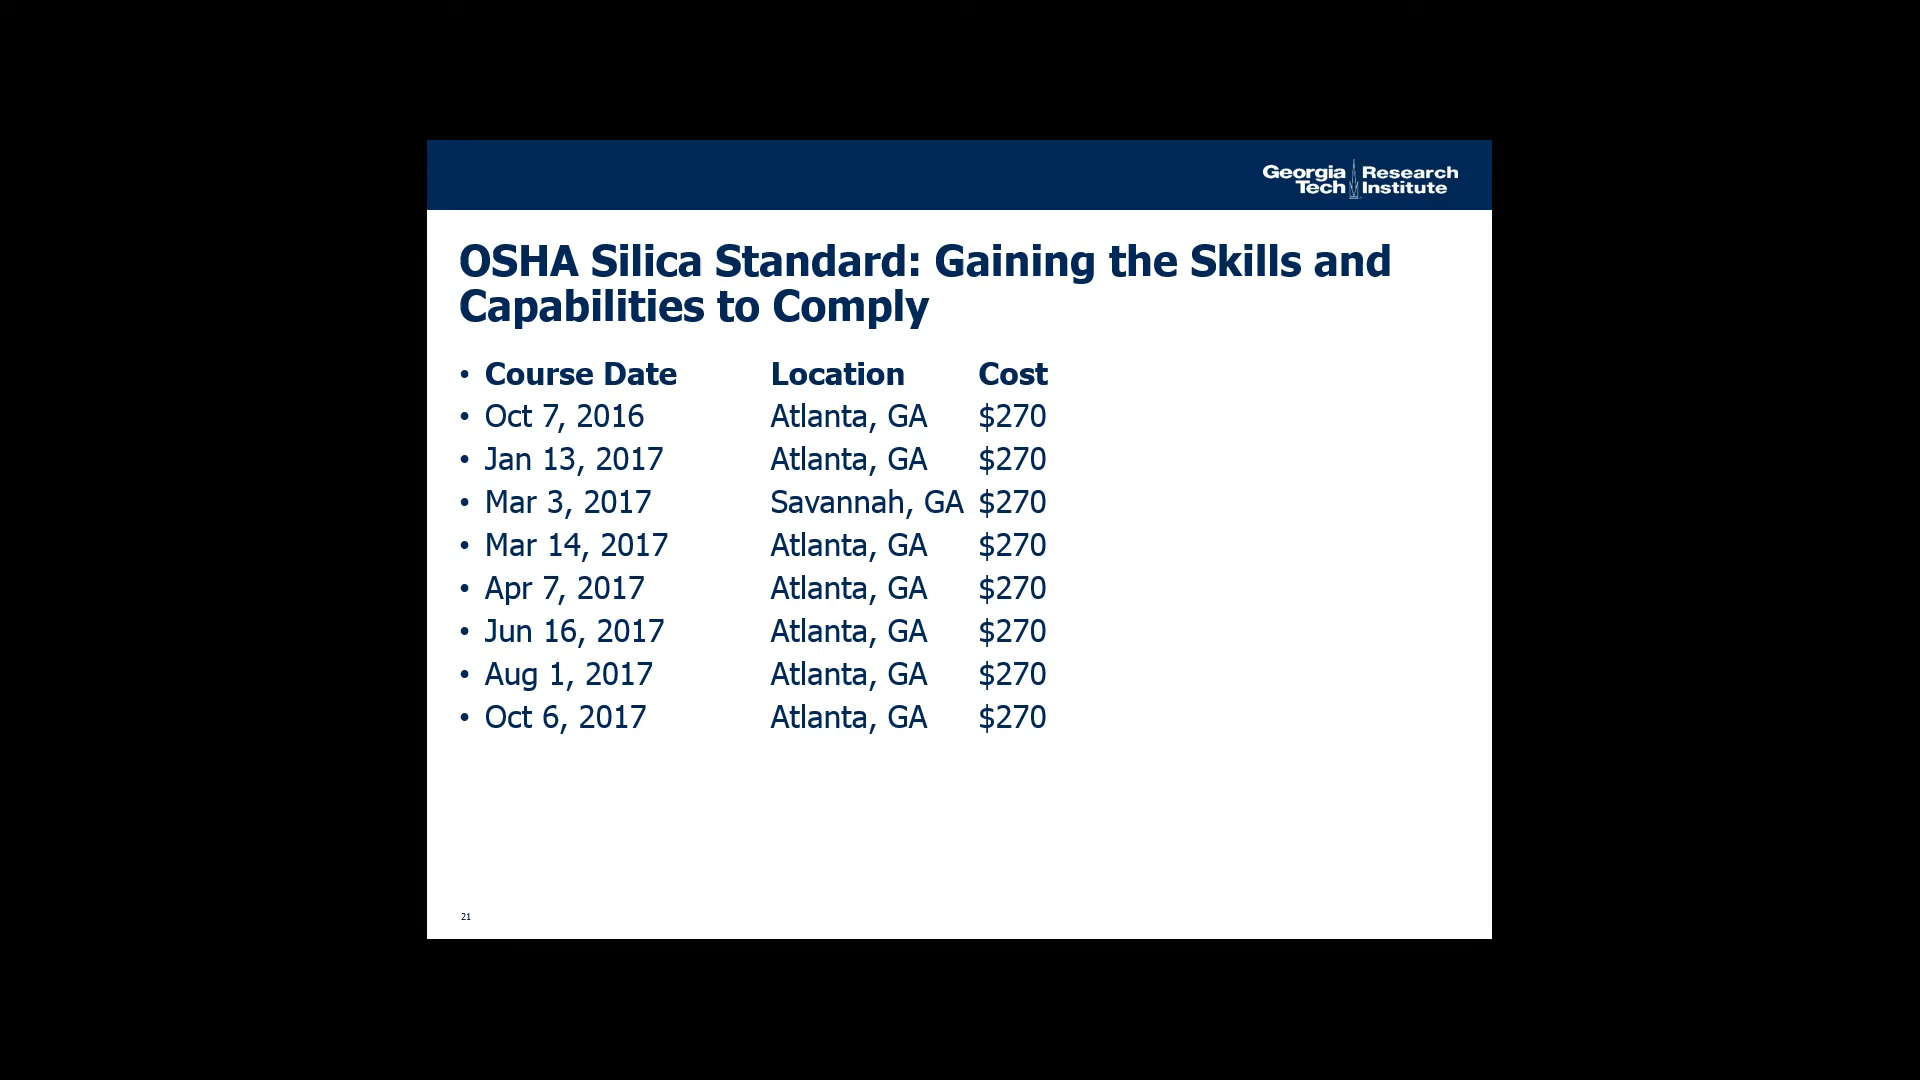 Georgia Tech Research Institute
OSHA Silica Standard: Gaining the Skills and
Capabilities to Comply
• Course Date Location Cost
• Oct 7, 2016 Atlanta, GA $270
• Jan 13, 2017 Atlanta, GA $270
• Mar 3, 2017 Savannah, GA $270
• Mar 14, 2017 Atlanta, GA $270
• Apr 7, 2017 Atlanta, GA $270
• Jun 16, 2017 Atlanta, GA $270
• Aug 1, 2017 Atlanta, GA $270
• Oct 6, 2017 Atlanta, GA $270
21